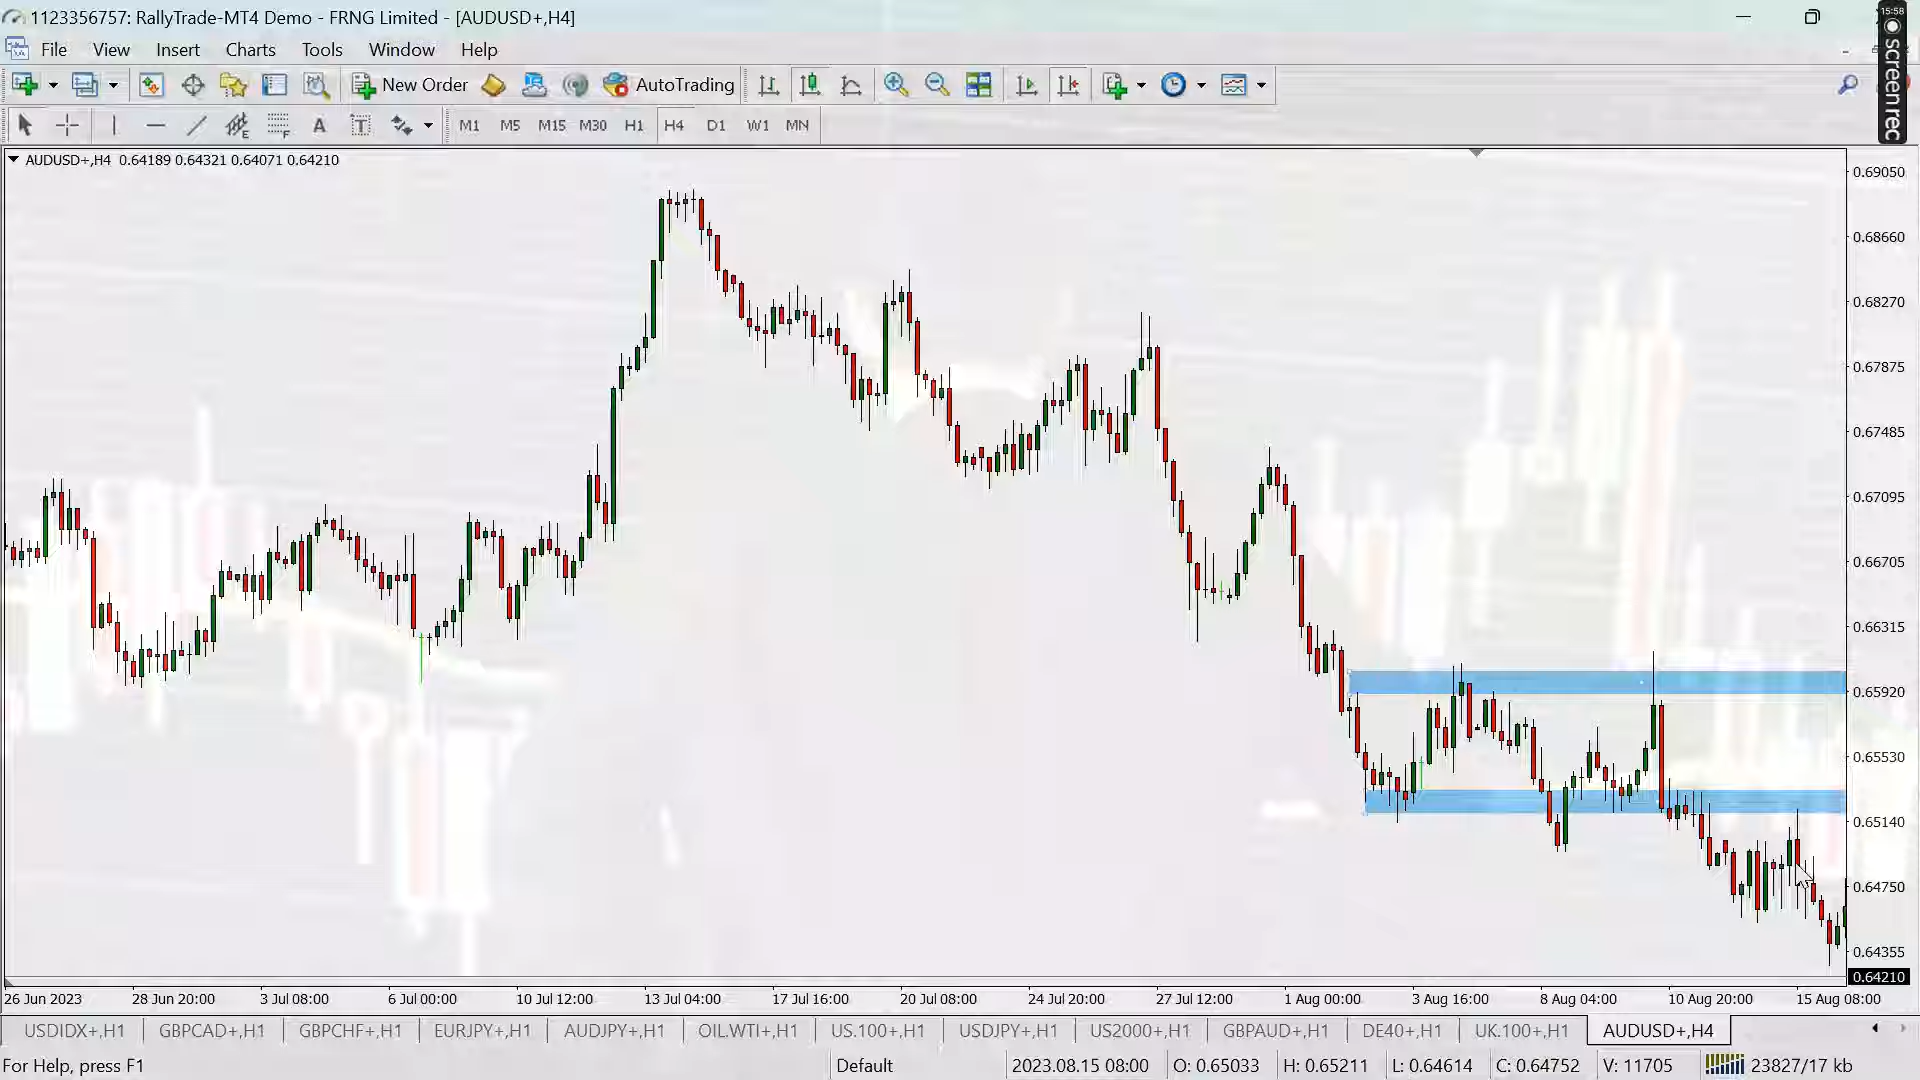 1123356757: RallyTrade-MT4 Demo - FRNG Limited - [AUDUSD+,H4]
15:58
screenrec
File View Insert Charts Tools Window Help
New Order AutoTrading
A T E F M1 M5 M15 M30 H1 H4 D1 W1 MN
AUDUSD+,H4 0.64189 0.64321 0.64071 0.64210
0.69050
0.68660
0.68270
0.67875
0.67485
0.67095
0.66705
0.66315
0.65920
0.65530
0.65140
0.64750
0.64355
0.64210
26 Jun 2023 28 Jun 20:00 3 Jul 08:00 6 Jul 00:00 10 Jul 12:00 13 Jul 04:00 17 Jul 16:00 20 Jul 08:00 24 Jul 20:00 27 Jul 12:00 1 Aug 00:00 3 Aug 16:00 8 Aug 04:00 10 Aug 20:00 15 Aug 08:00
USDIDX+,H1 GBPCAD+,H1 GBPCHF+,H1 EURJPY+,H1 AUDJPY+,H1 OIL.WTI+,H1 US.100+,H1 USDJPY+,H1 US2000+,H1 GBPAUD+,H1 DE40+,H1 UK.100+,H1 AUDUSD+,H4
For Help, press F1 Default 2023.08.15 08:00 O: 0.65033 H: 0.65211 L: 0.64614 C: 0.64752 V: 11705 23827/17 kb